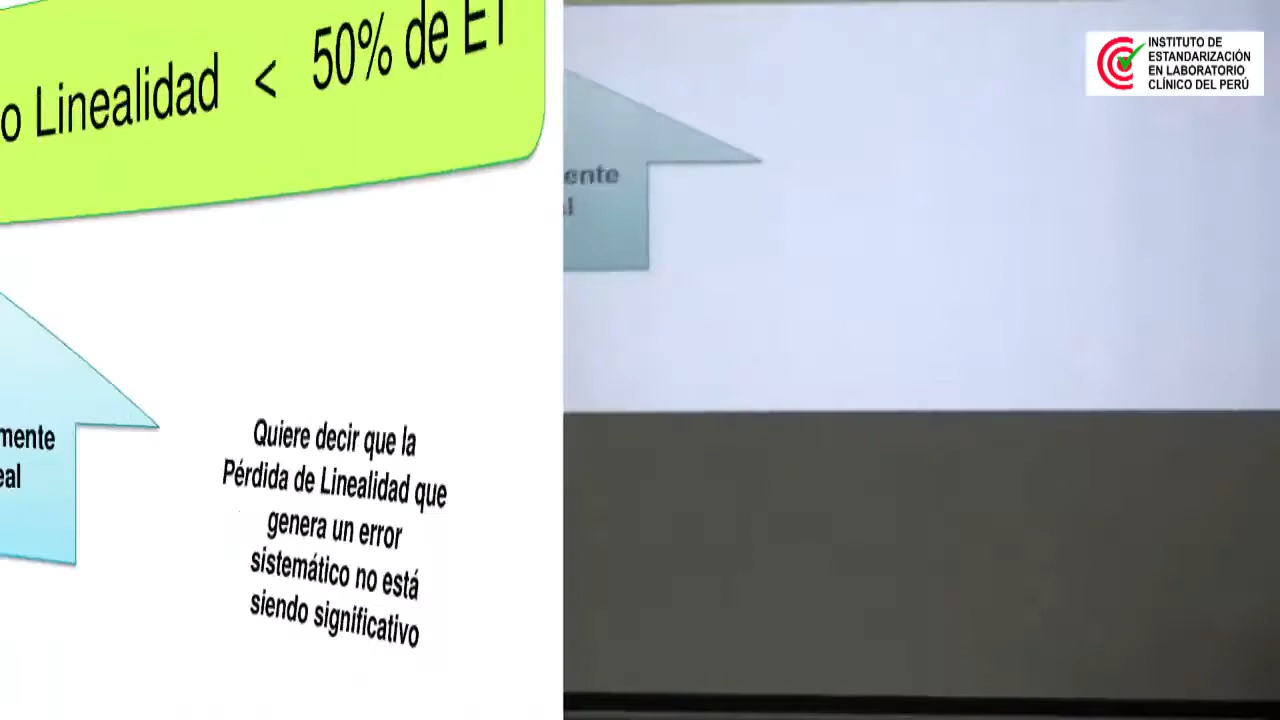 o Linealidad < 50% de ET
mente
eal
Quiere decir que la
Pérdida de Linealidad que
genera un error
sistemático no está
siendo significativo
ente
al
INSTITUTO DE
ESTANDARIZACIÓN
EN LABORATORIO
CLÍNICO DEL PERÚ